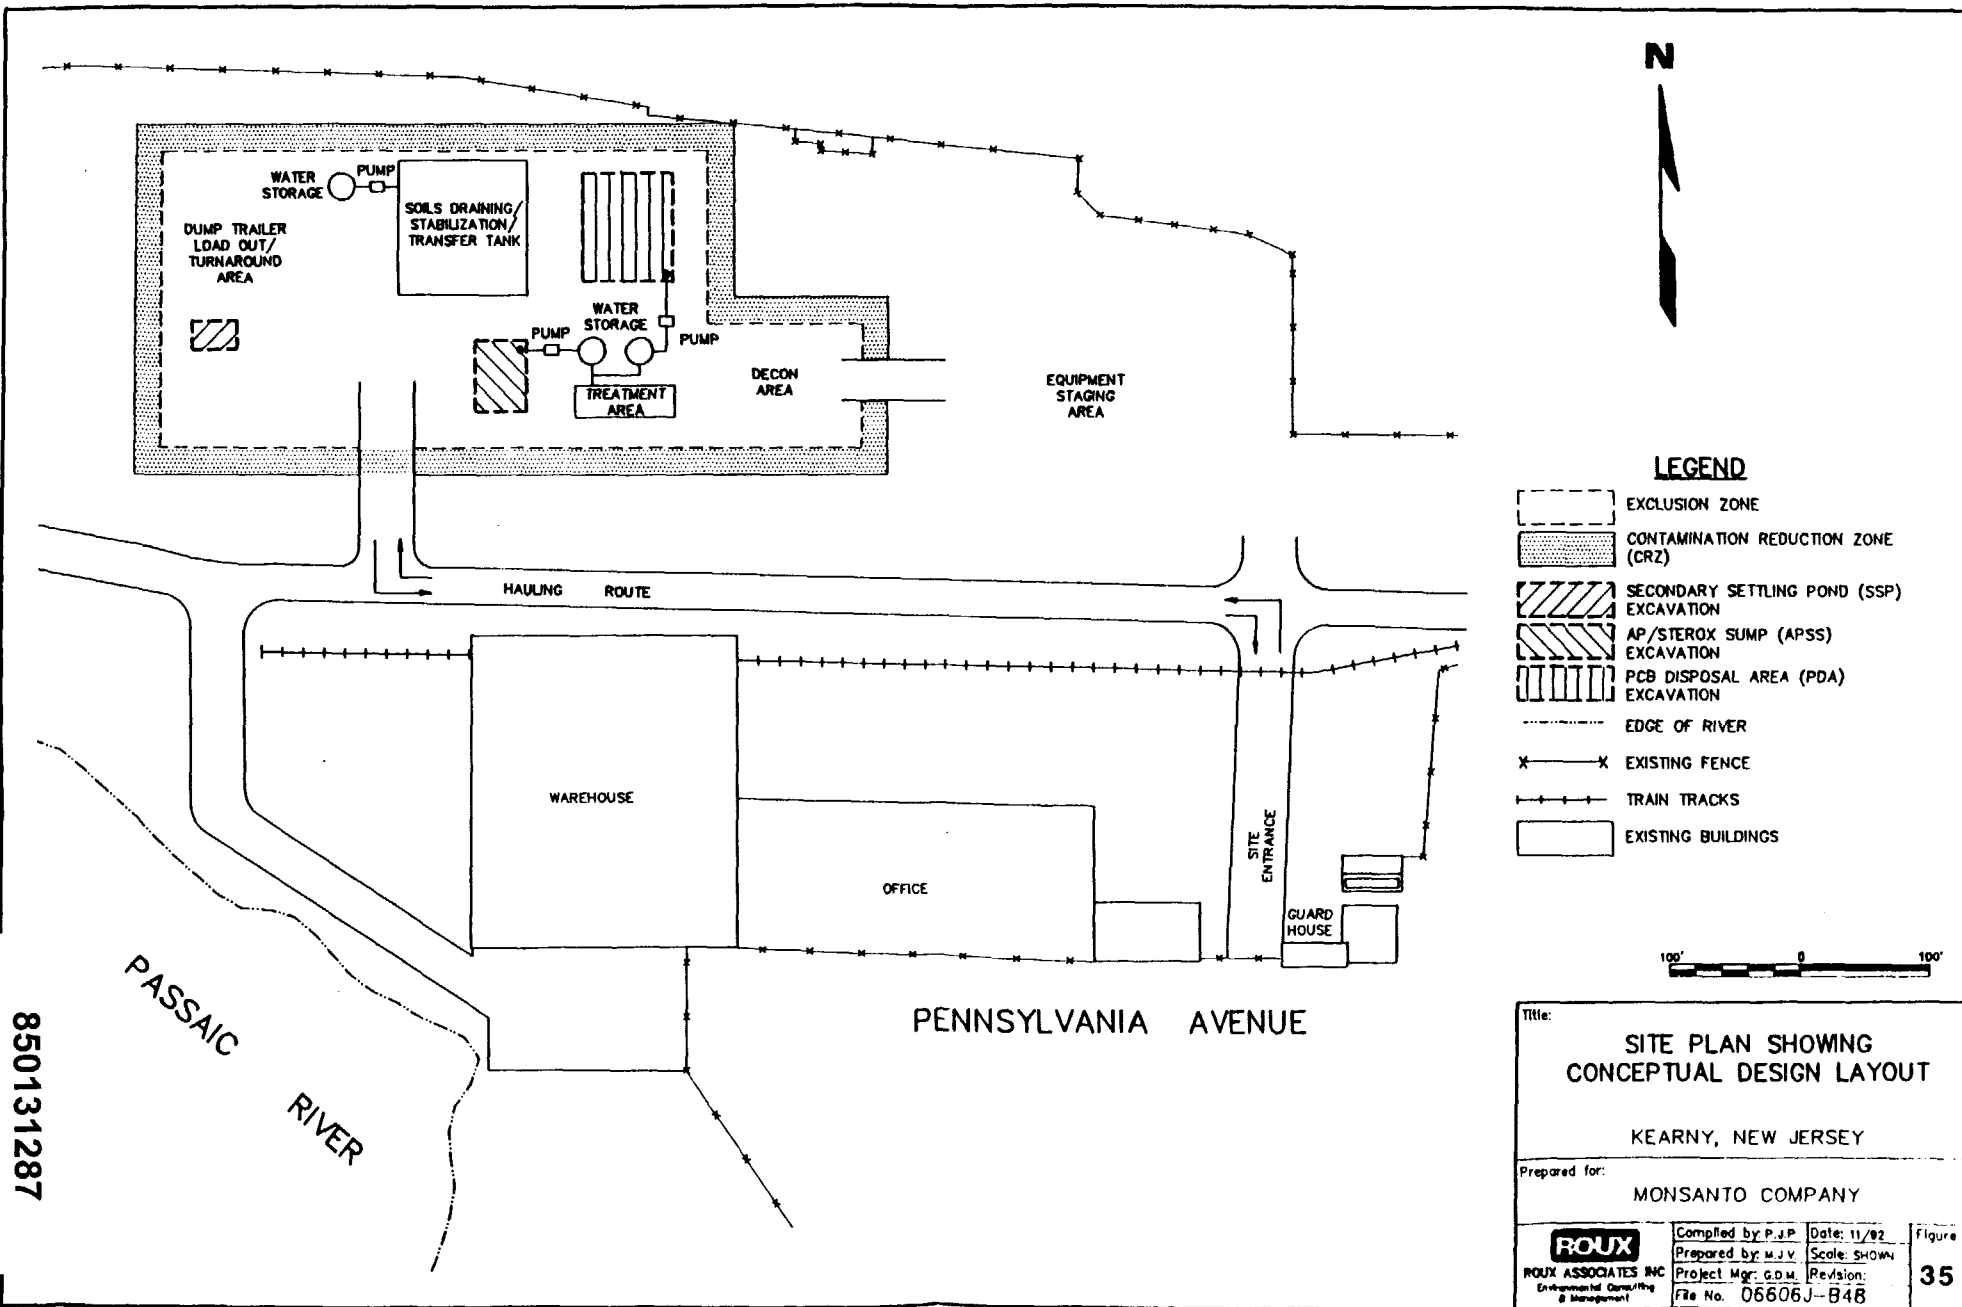 N
WATER
STORAGE
PUMP
SOILS DRAINING/
STABILIZATION/
TRANSFER TANK
DUMP TRAILER
LOAD OUT/
TURNAROUND
AREA
WATER
STORAGE
PUMP
PUMP
TREATMENT
AREA
DECON
AREA
EQUIPMENT
STAGING
AREA
HAULING ROUTE
WAREHOUSE
OFFICE
SITE
ENTRANCE
GUARD
HOUSE
PASSAIC
RIVER
PENNSYLVANIA AVENUE
850131287
LEGEND
EXCLUSION ZONE
CONTAMINATION REDUCTION ZONE
(CRZ)
SECONDARY SETTLING POND (SSP)
EXCAVATION
AP/STEROX SUMP (APSS)
EXCAVATION
PCB DISPOSAL AREA (PDA)
EXCAVATION
EDGE OF RIVER
EXISTING FENCE
TRAIN TRACKS
EXISTING BUILDINGS
100' 0 100'
Title:
SITE PLAN SHOWING
CONCEPTUAL DESIGN LAYOUT
KEARNY, NEW JERSEY
Prepared for:
MONSANTO COMPANY
ROUX
ROUX ASSOCIATES INC
Environmental Consulting
& Management
Compiled by: P.J.P. Date: 11/92
Prepared by: M.J.V. Scale: SHOWN
Project Mgr: G.D.M. Revision:
File No. 06606J-B48
Figure
35